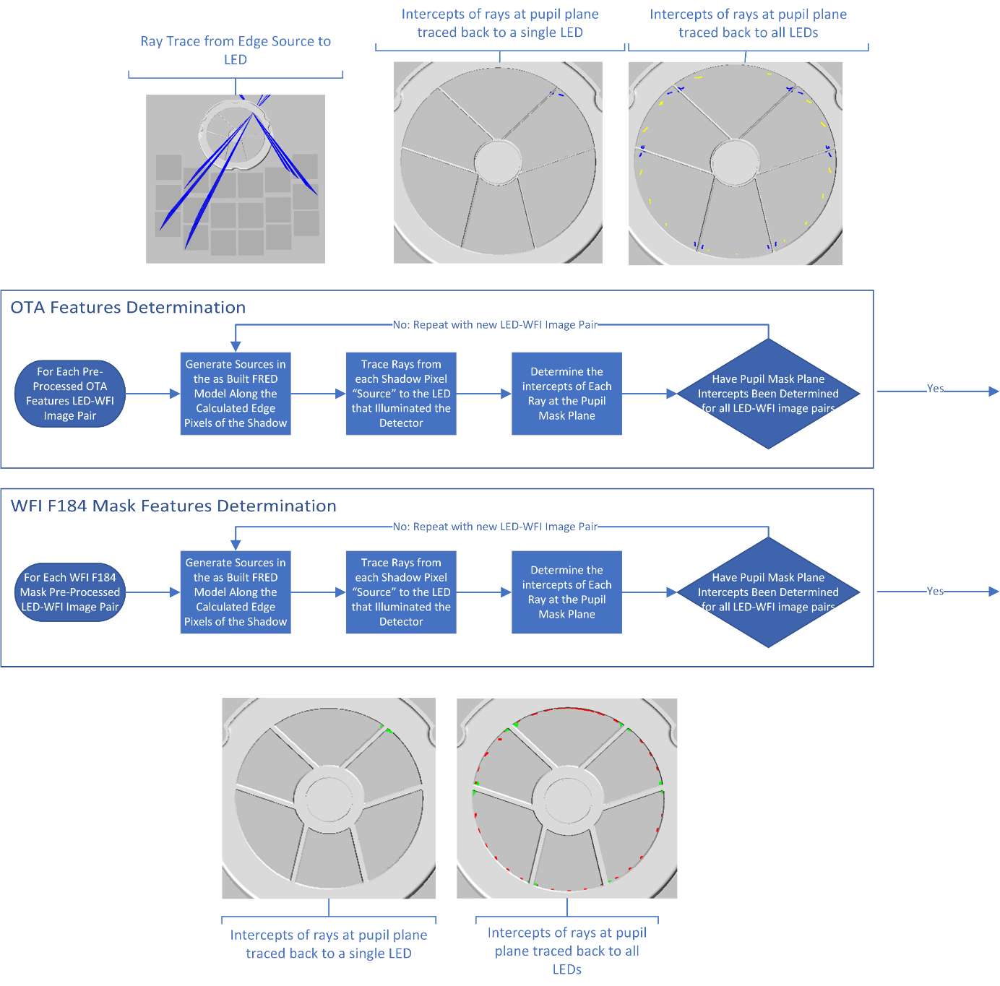 Ray Trace from Edge Source to
LED
Intercepts of rays at pupil plane
traced back to a single LED
Intercepts of rays at pupil plane
traced back to all LEDs
OTA Features Determination
No: Repeat with new LED-WFI Image Pair
For Each Pre-
Processed OTA
Features LED-WFI
Image Pair
Generate Sources in
the as Built FRED
Model Along the
Calculated Edge
Pixels of the Shadow
Trace Rays from
each Shadow Pixel
“Source” to the LED
that Illuminated the
Detector
Determine the
intercepts of Each
Ray at the Pupil
Mask Plane
Have Pupil Mask Plane
Intercepts Been Determined
for all LED-WFI image pairs
Yes
WFI F184 Mask Features Determination
No: Repeat with new LED-WFI Image Pair
For Each WFI F184
Mask Pre-Processed
LED-WFI Image Pair
Generate Sources in
the as Built FRED
Model Along the
Calculated Edge
Pixels of the Shadow
Trace Rays from
each Shadow Pixel
“Source” to the LED
that Illuminated the
Detector
Determine the
intercepts of Each
Ray at the Pupil
Mask Plane
Have Pupil Mask Plane
Intercepts Been Determined
for all LED-WFI image pairs
Yes
Intercepts of rays at pupil plane
traced back to a single LED
Intercepts of rays at pupil
plane traced back to all
LEDs